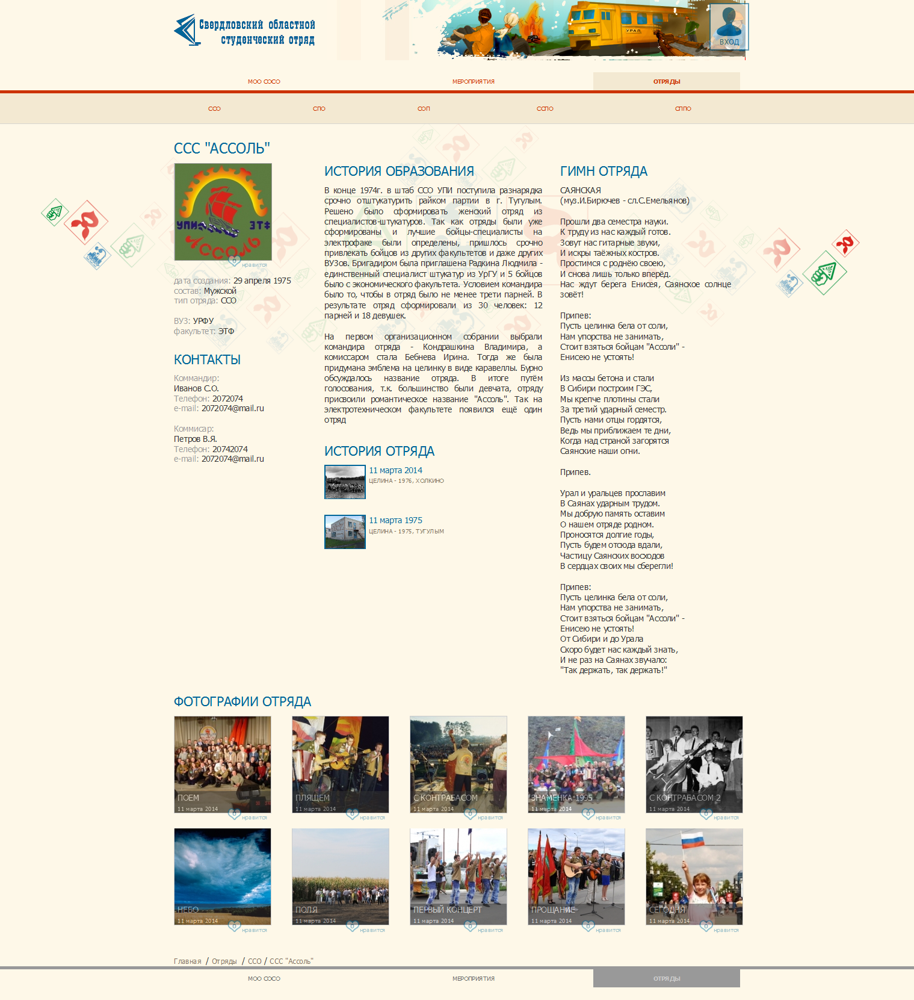 Свердловский областной
студенческий отряд
УРАЛ
ВХОД
МОО СОСО
МЕРОПРИЯТИЯ
ОТРЯДЫ
ССО
СПО
СОП
ССПО
СППО
ССС "АССОЛЬ"
УПИ ЭТФ
АССОЛЬ
0 нравится
дата создания: 29 апреля 1975
состав: Мужской
тип отряда: ССО
ВУЗ: УРФУ
факультет: ЭТФ
КОНТАКТЫ
Коммандир:
Иванов С.О.
Телефон: 2072074
e-mail: 2072074@mail.ru
Коммисар:
Петров В.Я.
Телефон: 20742074
e-mail: 2072074@mail.ru
ИСТОРИЯ ОБРАЗОВАНИЯ
В конце 1974г. в штаб ССО УПИ поступила разнарядка
срочно отштукатурить райком партии в г. Тугулым.
Решено было сформировать женский отряд из
специалистов-штукатуров. Так как отряды были уже
сформированы и лучшие бойцы-специалисты на
электрофаке были определены, пришлось срочно
привлекать бойцов из других факультетов и даже других
ВУЗов. Бригадиром была приглашена Радкина Людмила -
единственный специалист штукатур из УрГУ и 5 бойцов
было с экономического факультета. Условием командира
было то, чтобы в отряд было не менее трети парней. В
результате отряд сформировали из 30 человек: 12
парней и 18 девушек.
На первом организационном собрании выбрали
командира отряда - Кондрашкина Владимира, а
комиссаром стала Бебнева Ирина. Тогда же была
придумана эмблема на целинку в виде каравеллы. Бурно
обсуждалось название отряда. В итоге путём
голосования, т.к. большинство были девчата, отряду
присвоили романтическое название "Ассоль". Так на
электротехническом факультете появился ещё один
отряд
ИСТОРИЯ ОТРЯДА
11 марта 2014
ЦЕЛИНА - 1976, ХОЛКИНО
11 марта 1975
ЦЕЛИНА - 1975, ТУГУЛЫМ
ГИМН ОТРЯДА
САЯНСКАЯ
(муз.И.Бирючев - сл.С.Емельянов)
Прошли два семестра науки.
К труду из нас каждый готов.
Зовут нас гитарные звуки,
И искры таёжных костров.
Простимся с роднёю своею,
И снова лишь только вперёд.
Нас ждут берега Енисея, Саянское солнце
зовёт!
Припев:
Пусть целинка бела от соли,
Нам упорства не занимать,
Стоит взяться бойцам "Ассоли" -
Енисею не устоять!
Из массы бетона и стали
В Сибири построим ГЭС,
Мы крепче плотины стали
За третий ударный семестр.
Пусть нами отцы гордятся,
Ведь мы приближаем те дни,
Когда над страной загорятся
Саянские наши огни.
Припев.
Урал и уральцев прославим
В Саянах ударным трудом.
Мы добрую память оставим
О нашем отряде родном.
Проносятся долгие годы,
Пусть будем отсюда вдали,
Частицу Саянских восходов
В сердцах своих мы сберегли!
Припев:
Пусть целинка бела от соли,
Нам упорства не занимать,
Стоит взяться бойцам "Ассоли" -
Енисею не устоять!
От Сибири и до Урала
Скоро будет нас каждый знать,
И не раз на Саянах звучало:
"Так держать, так держать!"
ФОТОГРАФИИ ОТРЯДА
ПОЕМ
11 марта 2014
0 нравится
ПЛЯЩЕМ
11 марта 2014
0 нравится
С КОНТРАБАСОМ
11 марта 2014
0 нравится
ЗНАМЕНКА 1995
11 марта 2014
0 нравится
С КОНТРАБАСОМ 2
11 марта 2014
0 нравится
НЕБО
11 марта 2014
0 нравится
ПОЛЯ
11 марта 2014
0 нравится
ПЕРВЫЙ КОНЦЕРТ
11 марта 2014
0 нравится
ПРОЩАНИЕ
11 марта 2014
0 нравится
СЕГОДНЯ
11 марта 2014
0 нравится
Главная / Отряды / ССО / ССС "Ассоль"
МОО СОСО
МЕРОПРИЯТИЯ
ОТРЯДЫ